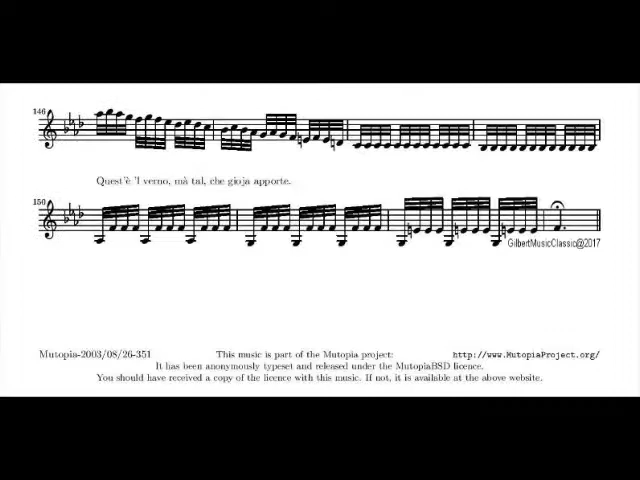 146
Quest'è 'l verno, mà tal, che gioja apporte.
150
GilbertMusicClassic@2017
Mutopia-2003/08/26-351 This music is part of the Mutopia project: http://www.MutopiaProject.org/
It has been anonymously typeset and released under the MutopiaBSD licence.
You should have received a copy of the licence with this music. If not, it is available at the above website.